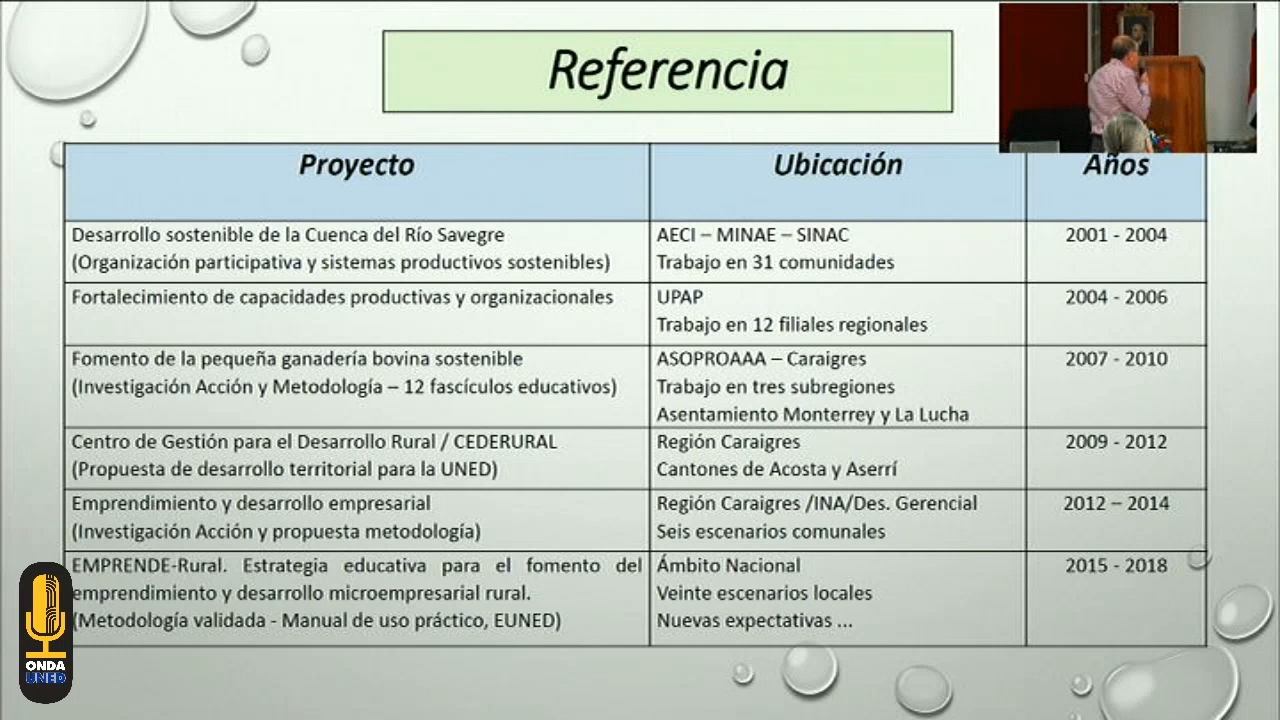 Referencia
Proyecto
Ubicación
Años
Desarrollo sostenible de la Cuenca del Río Savegre
(Organización participativa y sistemas productivos sostenibles)
AECI – MINAE – SINAC
Trabajo en 31 comunidades
2001 - 2004
Fortalecimiento de capacidades productivas y organizacionales
UPAP
Trabajo en 12 filiales regionales
2004 - 2006
Fomento de la pequeña ganadería bovina sostenible
(Investigación Acción y Metodología – 12 fascículos educativos)
ASOPROAAA – Caraigres
Trabajo en tres subregiones
Asentamiento Monterrey y La Lucha
2007 - 2010
Centro de Gestión para el Desarrollo Rural / CEDERURAL
(Propuesta de desarrollo territorial para la UNED)
Región Caraigres
Cantones de Acosta y Aserrí
2009 - 2012
Emprendimiento y desarrollo empresarial
(Investigación Acción y propuesta metodología)
Región Caraigres /INA/Des. Gerencial
Seis escenarios comunales
2012 – 2014
EMPRENDE-Rural. Estrategia educativa para el fomento del
emprendimiento y desarrollo microempresarial rural.
(Metodología validada - Manual de uso práctico, EUNED)
Ámbito Nacional
Veinte escenarios locales
Nuevas expectativas ...
2015 - 2018
ONDA
UNED